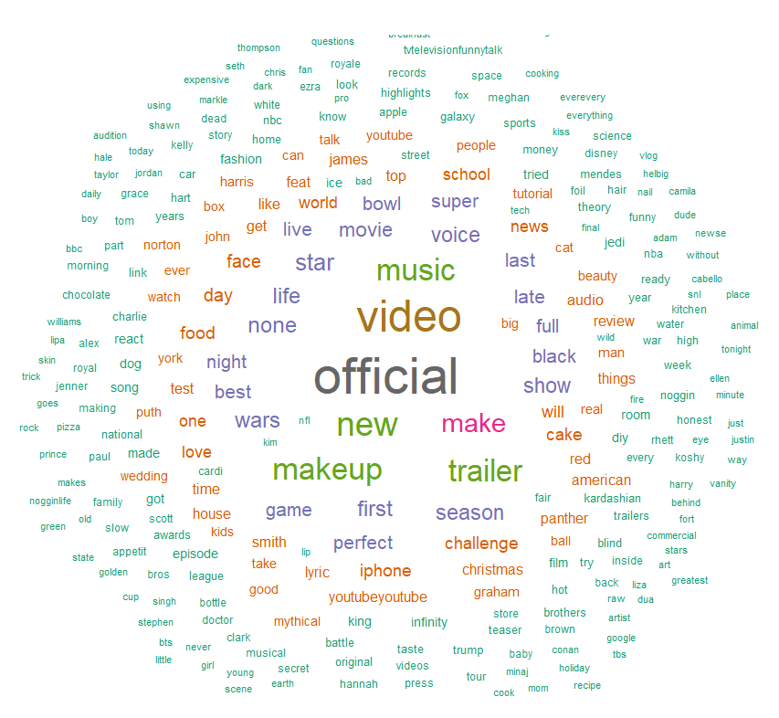 thompson questions
tvtelevisionfunnytalk
seth chris fan royale records space cooking
expensive dark ezra look highlights fox meghan everevery
using markle white pro apple galaxy everything
shawn dead nbc know sports kiss science
audition story home talk youtube people money disney vlog
hale today kelly fashion can james street school tried mendes helbig
taylor jordan car harris feat ice bad top tutorial foil hair nail camila
daily grace hart box like world bowl super tech theory funny dude
boy tom years get live movie voice news final adam newse
bbc part norton john cat jedi nba without
morning link ever face star music last beauty ready cabello
chocolate watch day life late audio year snl place
williams charlie food none video big full review water kitchen animal
lipa alex react wild war high tonight
skin royal dog york night black man week ellen
trick jenner song test best official show things fire noggin minute
goes making puth one wars nfl new make will real room honest just
rock pizza national kim cake diy rhett eye justin
prince paul made love makeup trailer red every koshy way
makes wedding cardi american harry vanity
nogginlife family got time game first season fair kardashian behind
green old slow scott house panther trailers fort
state appetit awards kids smith lip perfect challenge ball blind commercial stars
golden bros episode take lyric iphone christmas film try inside art
cup league good youtubeyoutube graham hot back liza greatest
singh bottle raw dua
stephen doctor mythical king infinity store brothers artist
bts never clark battle teaser brown google
little girl musical original taste trump baby conan tbs
young secret videos tour minaj holiday
scene earth hannah press cook mom recipe